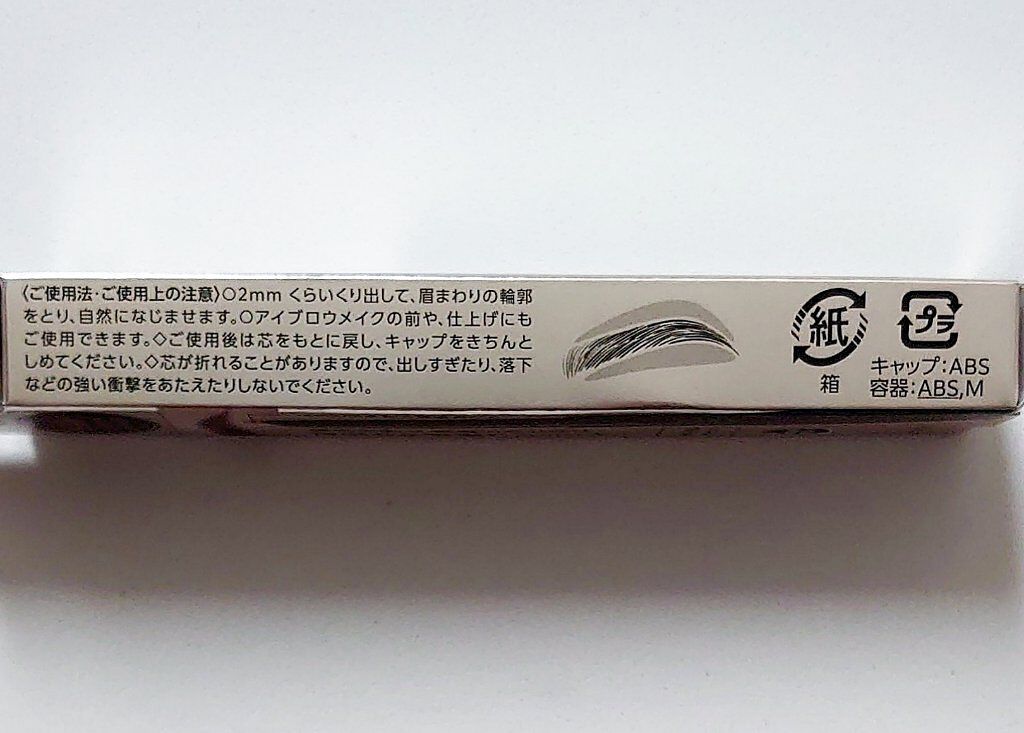 〈ご使用法・ご使用上の注意〉○2mm くらいくり出して、眉まわりの輪郭
をとり、自然になじませます。○アイブロウメイクの前や、仕上げにも
ご使用できます。◇ご使用後は芯をもとに戻し、キャップをきちんと
しめてください。◇芯が折れることがありますので、出しすぎたり、落下
などの強い衝撃をあたえたりしないでください。
紙
箱
プラ
キャップ:ABS
容器:ABS,M